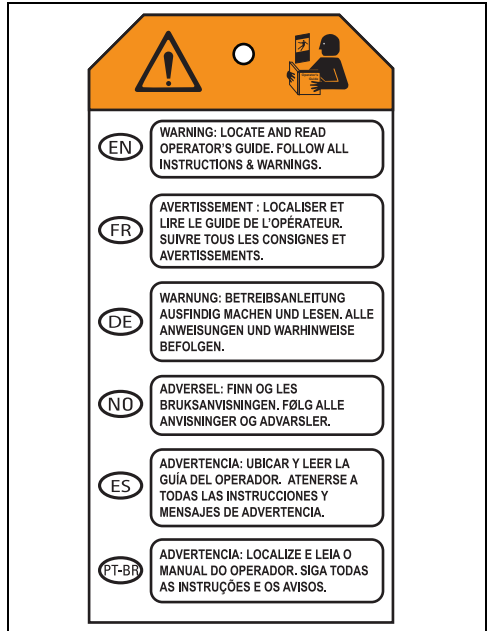 Operator's
Guide
EN
WARNING: LOCATE AND READ
OPERATOR'S GUIDE. FOLLOW ALL
INSTRUCTIONS & WARNINGS.
FR
AVERTISSEMENT : LOCALISER ET
LIRE LE GUIDE DE L'OPÉRATEUR.
SUIVRE TOUS LES CONSIGNES ET
AVERTISSEMENTS.
DE
WARNUNG: BETREIBSANLEITUNG
AUSFINDIG MACHEN UND LESEN. ALLE
ANWEISUNGEN UND WARHINWEISE
BEFOLGEN.
NO
ADVERSEL: FINN OG LES
BRUKSANVISNINGEN. FØLG ALLE
ANVISNINGER OG ADVARSLER.
ES
ADVERTENCIA: UBICAR Y LEER LA
GUÍA DEL OPERADOR. ATENERSE A
TODAS LAS INSTRUCCIONES Y
MENSAJES DE ADVERTENCIA.
PT-BR
ADVERTENCIA: LOCALIZE E LEIA O
MANUAL DO OPERADOR. SIGA TODAS
AS INSTRUÇÕES E OS AVISOS.